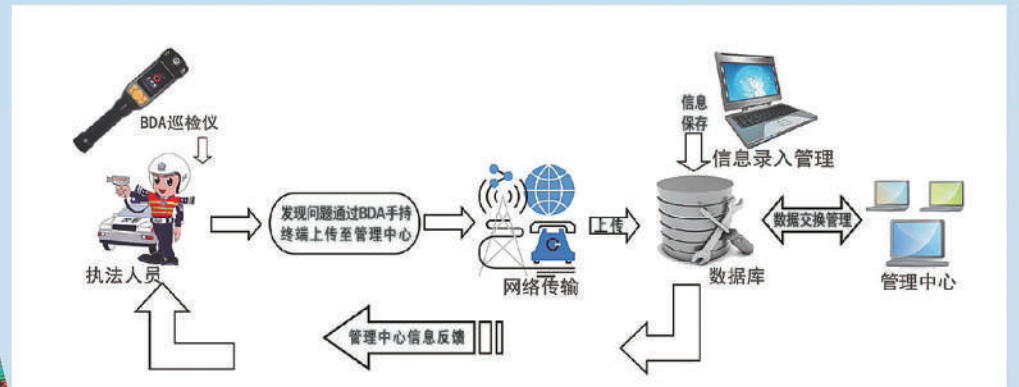 BDA巡检仪
执法人员
发现问题通过BDA手持
终端上传至管理中心
网络传输
上传
信息
保存
信息录入管理
数据库
数据交换管理
管理中心
管理中心信息反馈